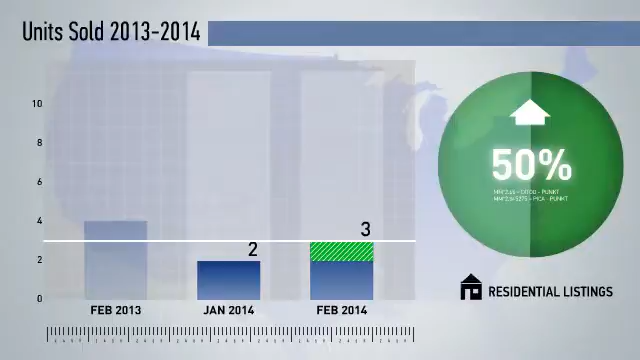 Units Sold 2013-2014
10
8
6
4
2
0
2
3
FEB 2013
JAN 2014
FEB 2014
50%
RESIDENTIAL LISTINGS